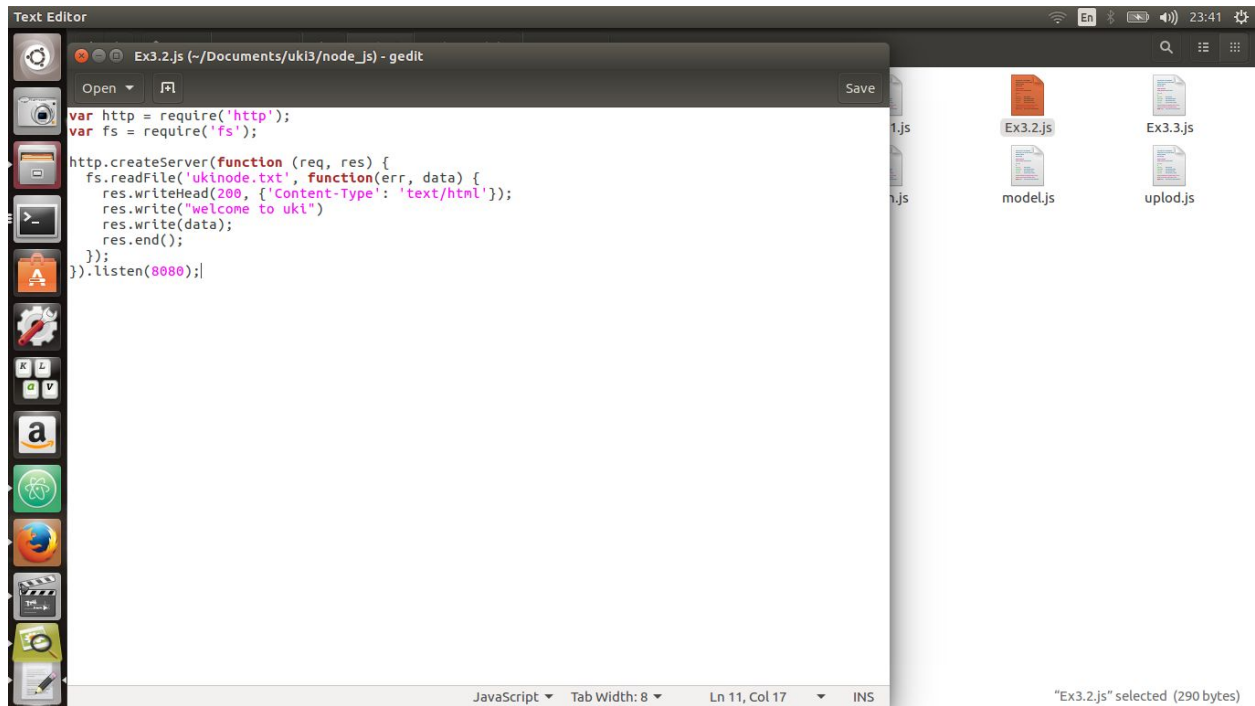 Text Editor
En
23:41
Ex3.2.js (~/Documents/uki3/node_js) - gedit
Open
Save
var http = require('http');
var fs = require('fs');
http.createServer(function (req, res) {
fs.readFile('ukinode.txt', function(err, data) {
res.writeHead(200, {'Content-Type': 'text/html'});
res.write("welcome to uki")
res.write(data);
res.end();
});
}).listen(8080);
1.js
Ex3.2.js
Ex3.3.js
n.js
model.js
uplod.js
K L
a v
a
JavaScript
Tab Width: 8
Ln 11, Col 17
INS
"Ex3.2.js" selected (290 bytes)